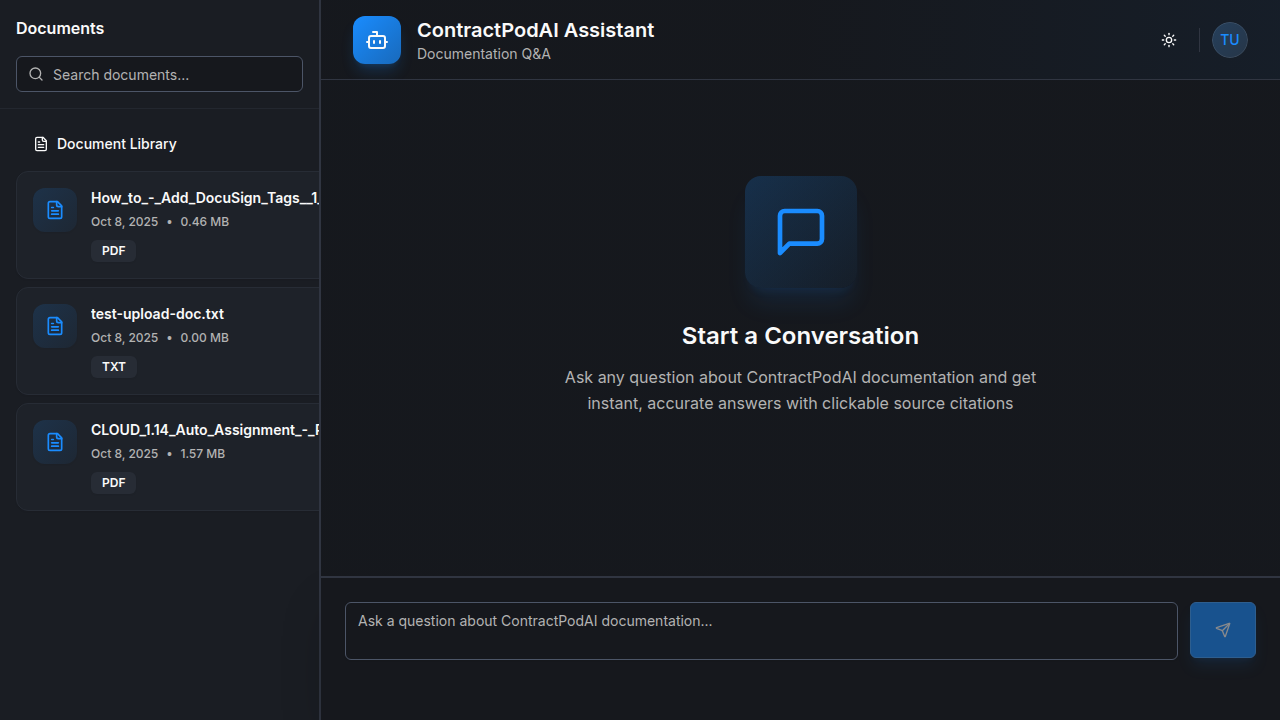 Documents
Search documents...
Document Library
How_to_-_Add_DocuSign_Tags__1_
Oct 8, 2025 • 0.46 MB
PDF
test-upload-doc.txt
Oct 8, 2025 • 0.00 MB
TXT
CLOUD_1.14_Auto_Assignment_-_
Oct 8, 2025 • 1.57 MB
PDF
ContractPodAI Assistant
Documentation Q&A
TU
Start a Conversation
Ask any question about ContractPodAI documentation and get
instant, accurate answers with clickable source citations
Ask a question about ContractPodAI documentation...